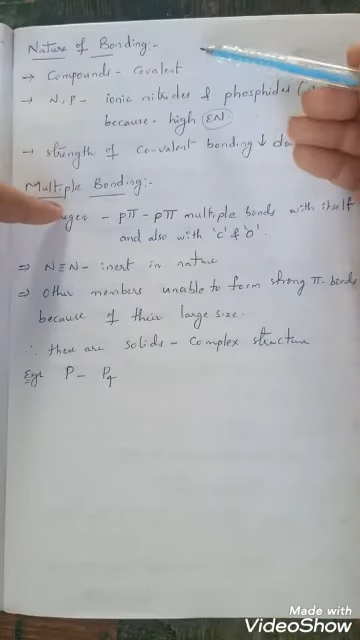 Nature of Bonding:-
→ Compounds - Covalent
→ N, P - ionic nitrides & phosphides
because - high EN.
→ strength of co-valent bonding ↓
Multiple Bonding:-
- pπ - pπ multiple bonds with itself
and also with 'c' & 'o'.
⇒ N≡N - inert in nature
⇒ other members unable to form strong π-bonds
because of their large size.
∴ these are solids - complex structure
Eg: P - P4
Made with
VideoShow